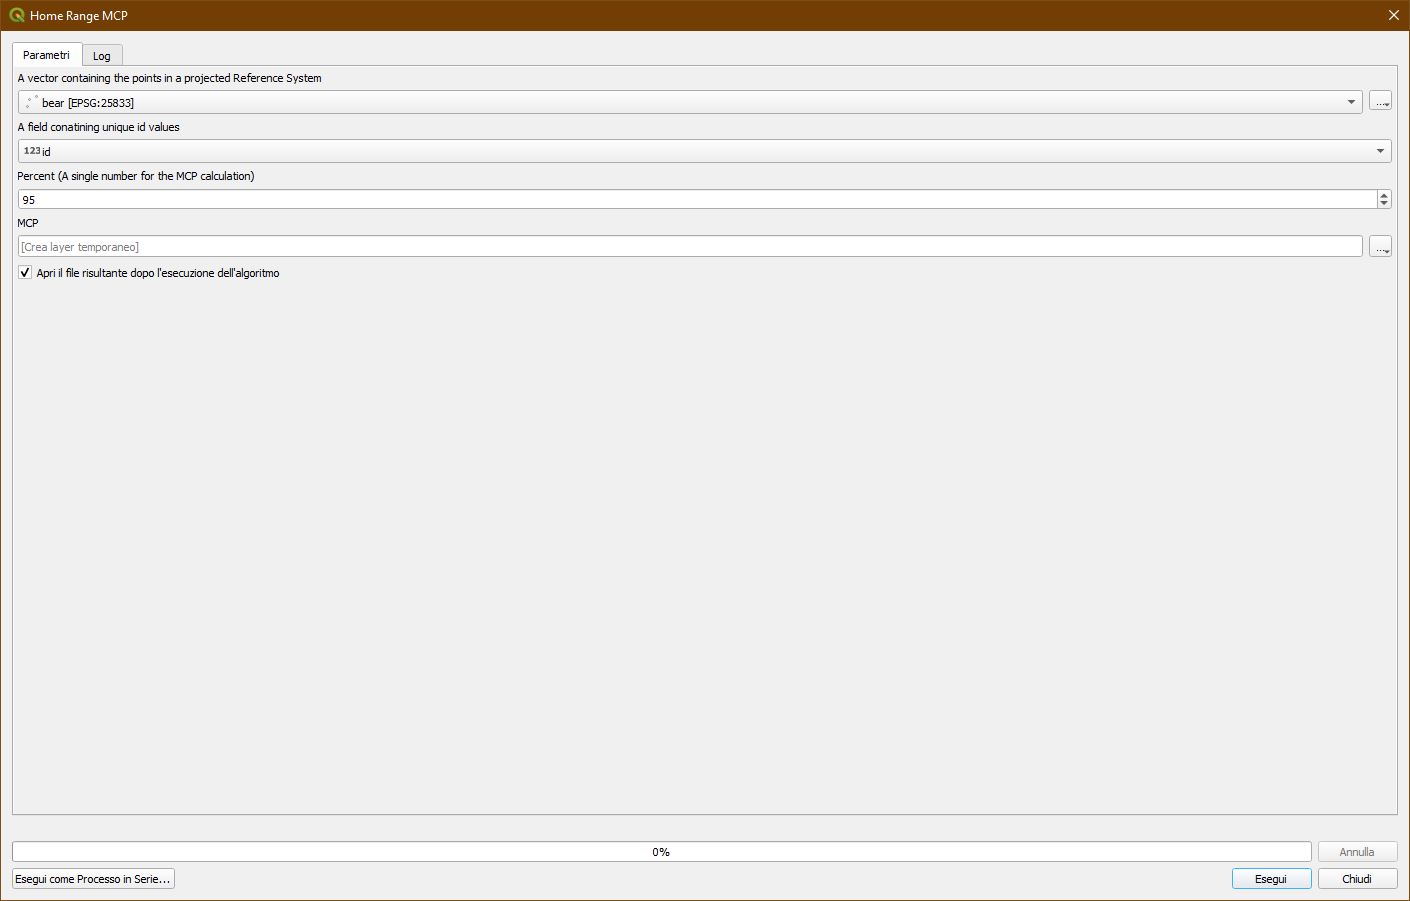 Home Range MCP
Parametri
Log
A vector containing the points in a projected Reference System
bear [EPSG:25833]
...
A field conatining unique id values
123 id
Percent (A single number for the MCP calculation)
95
MCP
[Crea layer temporaneo]
...
Apri il file risultante dopo l'esecuzione dell'algoritmo
0%
Annulla
Esegui come Processo in Serie...
Esegui
Chiudi